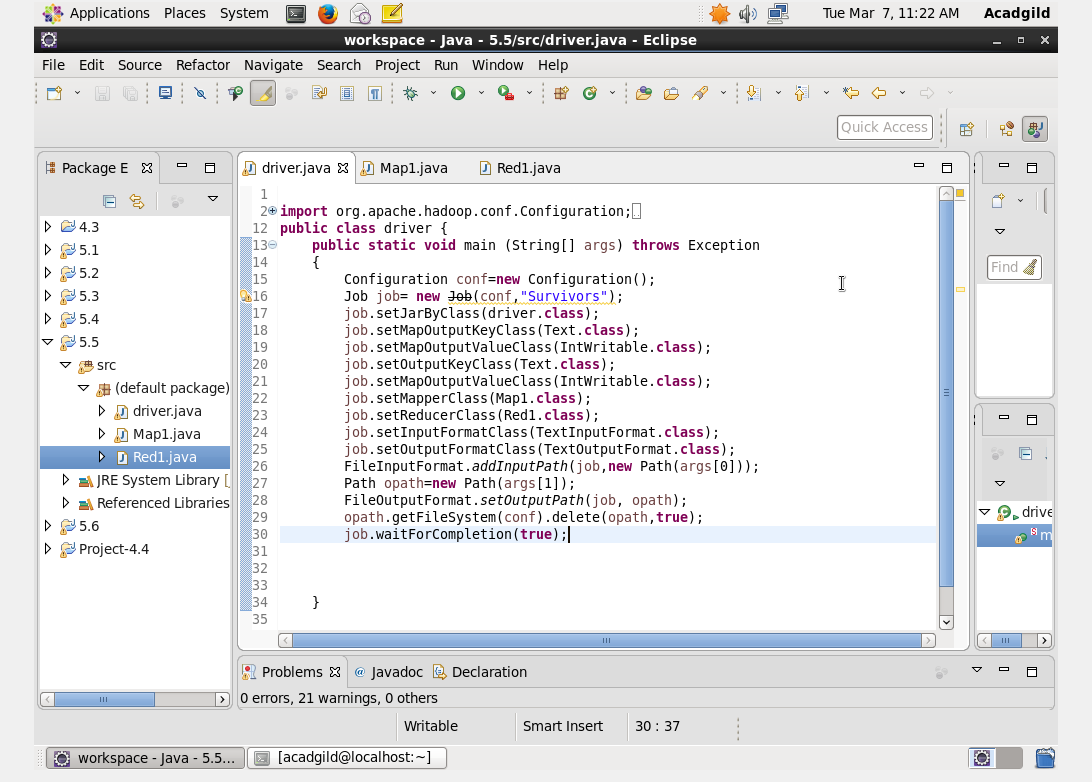 Applications Places System
Tue Mar 7, 11:22 AM Acadgild
workspace - Java - 5.5/src/driver.java - Eclipse
File Edit Source Refactor Navigate Search Project Run Window Help
Quick Access
Package E
driver.java Map1.java Red1.java
4.3
5.1
5.2
5.3
5.4
5.5
src
(default package)
driver.java
Map1.java
Red1.java
JRE System Library [
Referenced Libraries
5.6
Project-4.4
1
2 import org.apache.hadoop.conf.Configuration;
12 public class driver {
13 public static void main (String[] args) throws Exception
14 {
15 Configuration conf=new Configuration();
16 Job job= new Job(conf,"Survivors");
17 job.setJarByClass(driver.class);
18 job.setMapOutputKeyClass(Text.class);
19 job.setMapOutputValueClass(IntWritable.class);
20 job.setOutputKeyClass(Text.class);
21 job.setMapOutputValueClass(IntWritable.class);
22 job.setMapperClass(Map1.class);
23 job.setReducerClass(Red1.class);
24 job.setInputFormatClass(TextInputFormat.class);
25 job.setOutputFormatClass(TextOutputFormat.class);
26 FileInputFormat.addInputPath(job,new Path(args[0]));
27 Path opath=new Path(args[1]);
28 FileOutputFormat.setOutputPath(job, opath);
29 opath.getFileSystem(conf).delete(opath,true);
30 job.waitForCompletion(true);
31
32
33
34 }
35
Find
drive
m
Problems Javadoc Declaration
0 errors, 21 warnings, 0 others
Writable Smart Insert 30 : 37
workspace - Java - 5.5... [acadgild@localhost:~]